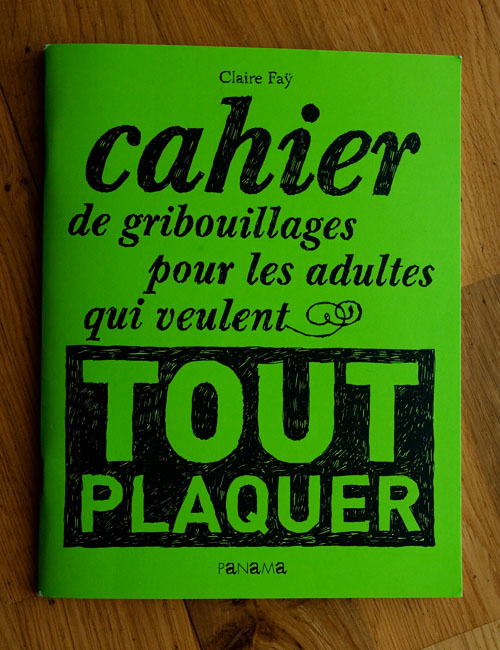 Claire Faÿ
cahier
de gribouillages
pour les adultes
qui veulent
TOUT
PLAQUER
PaNaMa